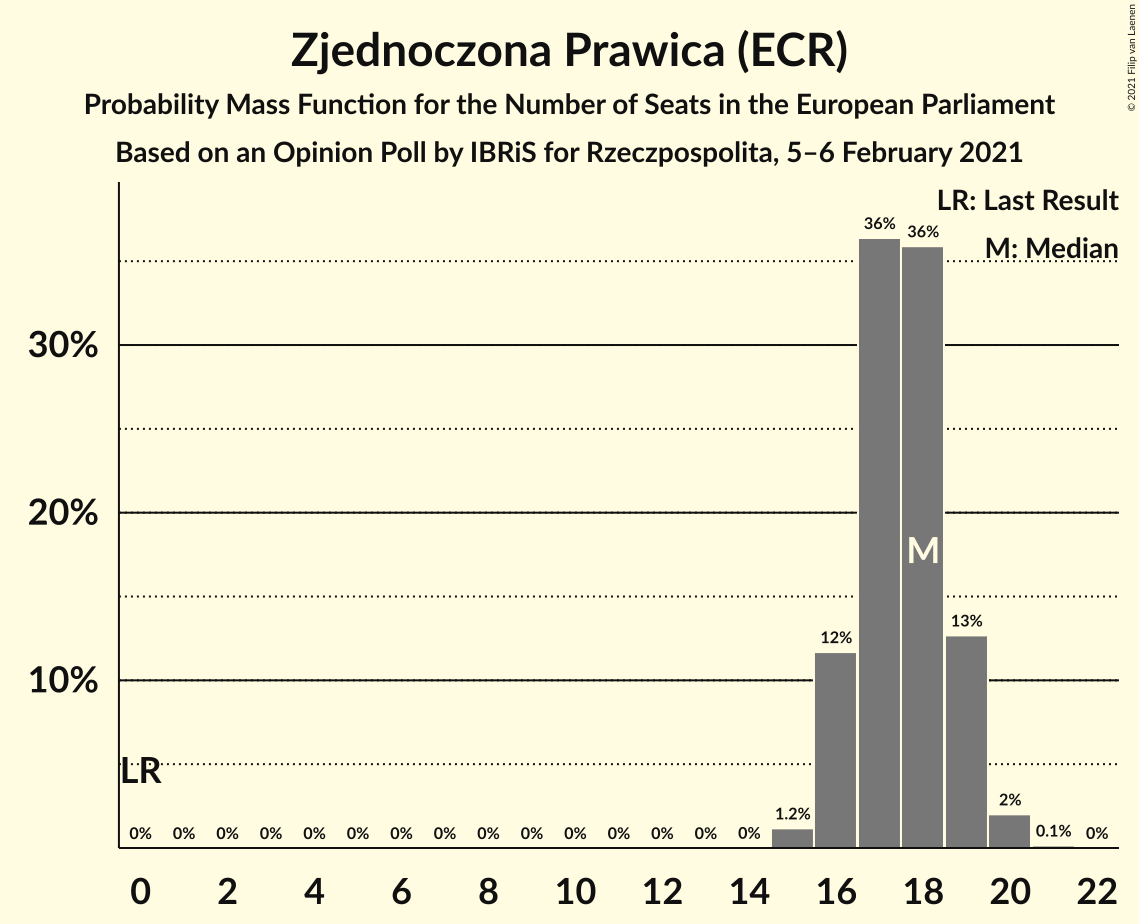 Zjednoczona Prawica (ECR)
Probability Mass Function for the Number of Seats in the European Parliament
Based on an Opinion Poll by IBRiS for Rzeczpospolita, 5–6 February 2021
© 2021 Filip van Laenen
LR: Last Result
M: Median
36%
36%
30%
20%
M
13%
12%
10%
LR
0% 0% 0% 0% 0% 0% 0% 0% 0% 0% 0% 0% 0% 0% 0% 1.2% 2% 0.1% 0%
0 2 4 6 8 10 12 14 16 18 20 22